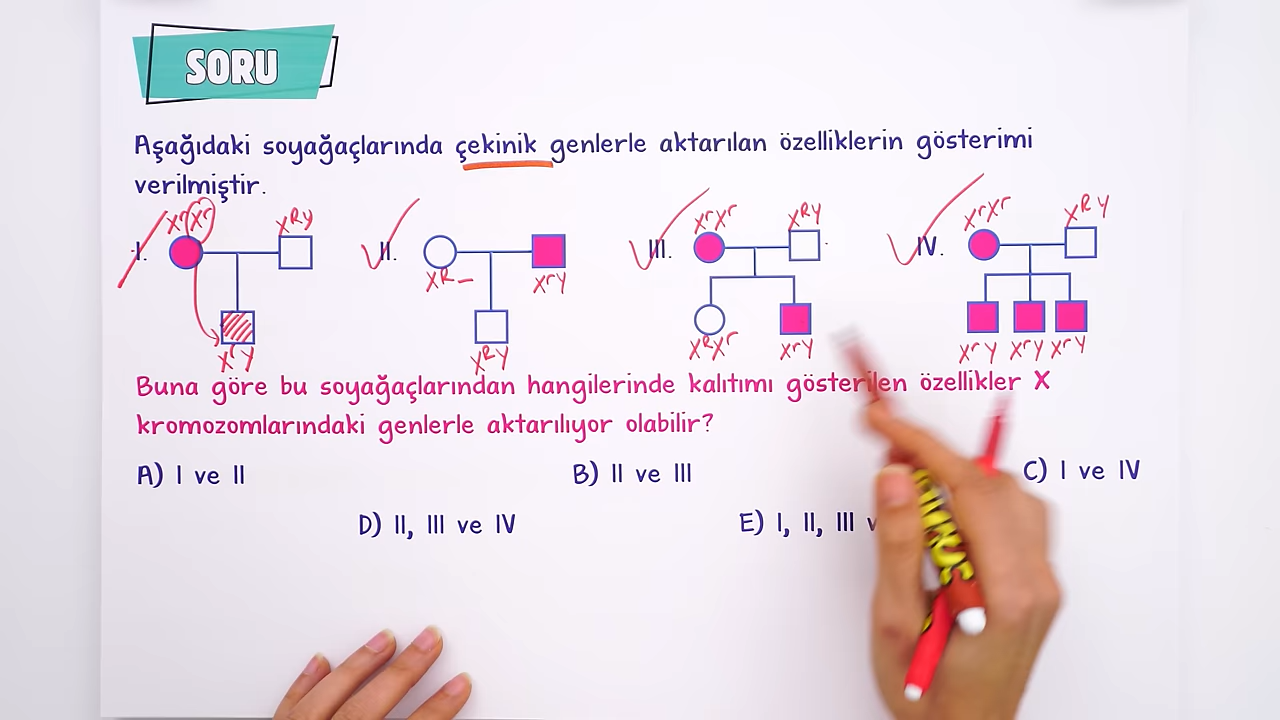 SORU
Aşağıdaki soyağaçlarında çekinik genlerle aktarılan özelliklerin gösterimi
verilmiştir.
XrXr XRY XrXr XRY XrXr XRY
I. II. III. IV.
XR- XrY
XrY XRY XRXr XrY XrY XrY XrY
Buna göre bu soyağaçlarından hangilerinde kalıtımı gösterilen özellikler X
kromozomlarındaki genlerle aktarılıyor olabilir?
A) I ve II B) II ve III C) I ve IV
D) II, III ve IV E) I, II, III